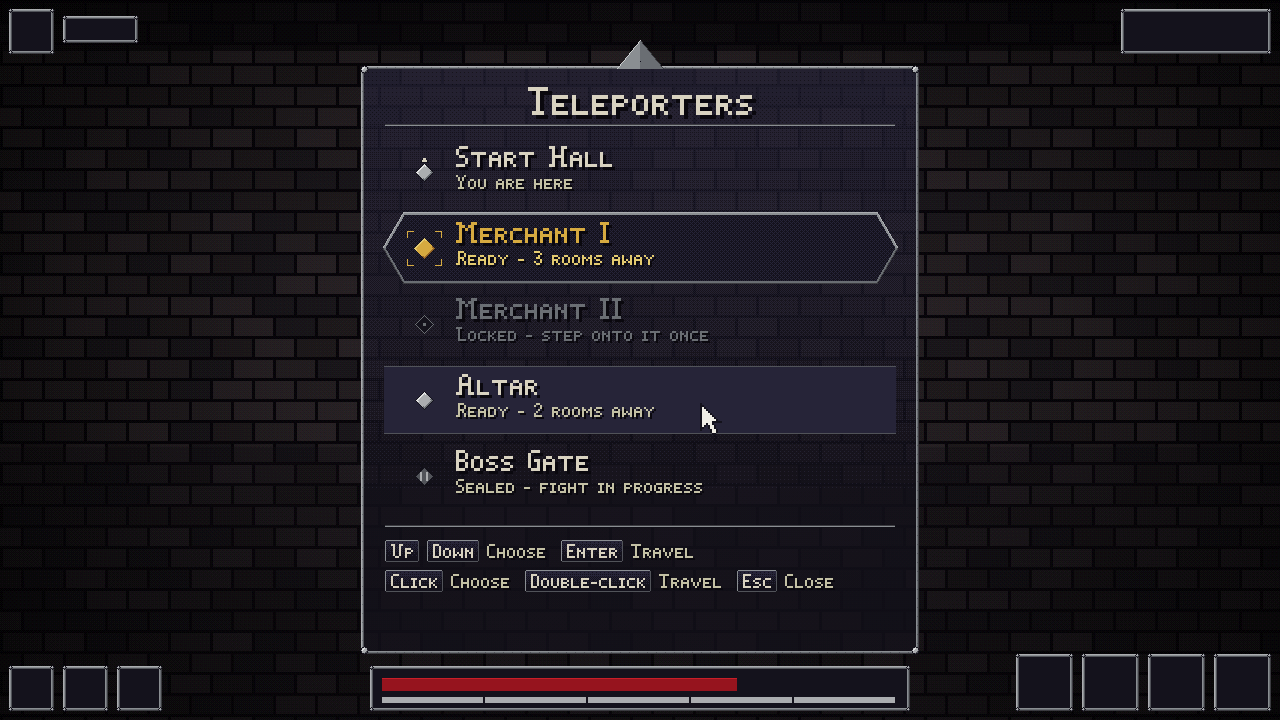 Teleporters
Start Hall
You are here
Merchant I
Ready - 3 rooms away
Merchant II
Locked - step onto it once
Altar
Ready - 2 rooms away
Boss Gate
Sealed - fight in progress
Up Down Choose Enter Travel
Click Choose Double-click Travel Esc Close